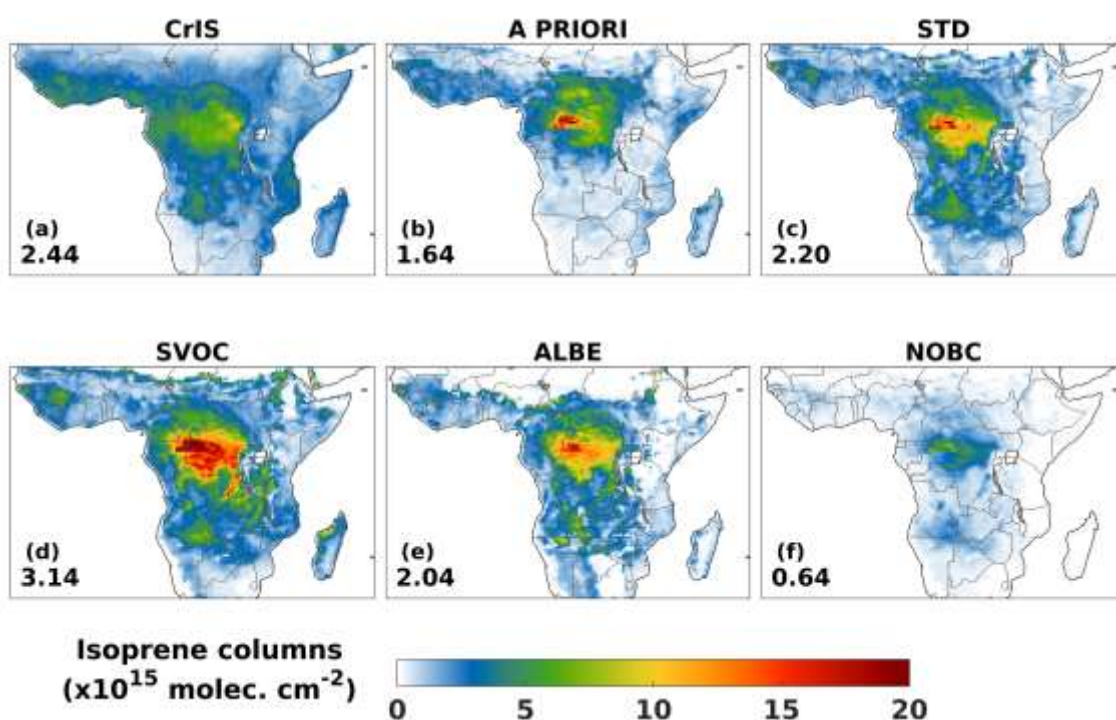 CrIS
A PRIORI
STD
(a)
2.44
(b)
1.64
(c)
2.20
SVOC
ALBE
NOBC
(d)
3.14
(e)
2.04
(f)
0.64
Isoprene columns
(x10¹⁵ molec. cm⁻²)
0 5 10 15 20